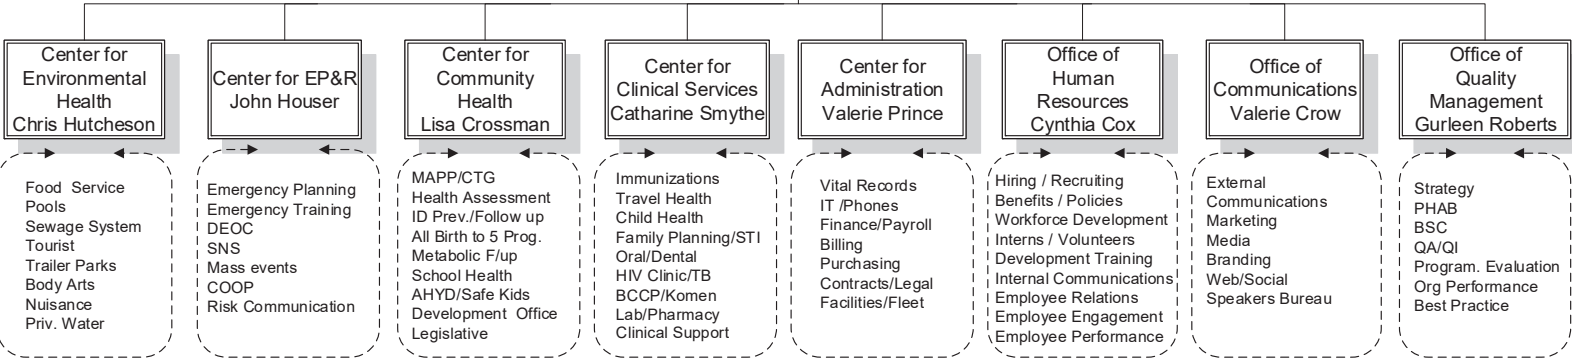 Center for
Environmental
Health
Chris Hutcheson
Center for EP&R
John Houser
Center for
Community
Health
Lisa Crossman
Center for
Clinical Services
Catharine Smythe
Center for
Administration
Valerie Prince
Office of
Human
Resources
Cynthia Cox
Office of
Communications
Valerie Crow
Office of
Quality
Management
Gurleen Roberts
Food Service
Pools
Sewage System
Tourist
Trailer Parks
Body Arts
Nuisance
Priv. Water
Emergency Planning
Emergency Training
DEOC
SNS
Mass events
COOP
Risk Communication
MAPP/CTG
Health Assessment
ID Prev./Follow up
All Birth to 5 Prog.
Metabolic F/up
School Health
AHYD/Safe Kids
Development Office
Legislative
Immunizations
Travel Health
Child Health
Family Planning/STI
Oral/Dental
HIV Clinic/TB
BCCP/Komen
Lab/Pharmacy
Clinical Support
Vital Records
IT /Phones
Finance/Payroll
Billing
Purchasing
Contracts/Legal
Facilities/Fleet
Hiring / Recruiting
Benefits / Policies
Workforce Development
Interns / Volunteers
Development Training
Internal Communications
Employee Relations
Employee Engagement
Employee Performance
External
Communications
Marketing
Media
Branding
Web/Social
Speakers Bureau
Strategy
PHAB
BSC
QA/QI
Program. Evaluation
Org Performance
Best Practice